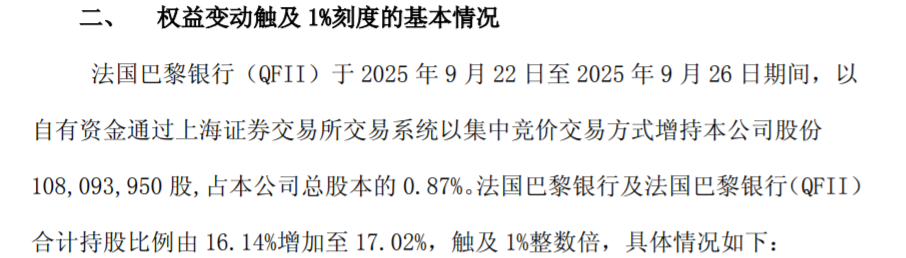 二、 权益变动触及1%刻度的基本情况
法国巴黎银行（QFII）于 2025 年 9 月 22 日至 2025 年 9 月 26 日期间，以
自有资金通过上海证券交易所交易系统以集中竞价交易方式增持本公司股份
108,093,950 股,占本公司总股本的 0.87%。法国巴黎银行及法国巴黎银行（QFII）
合计持股比例由 16.14%增加至 17.02%，触及 1%整数倍，具体情况如下：